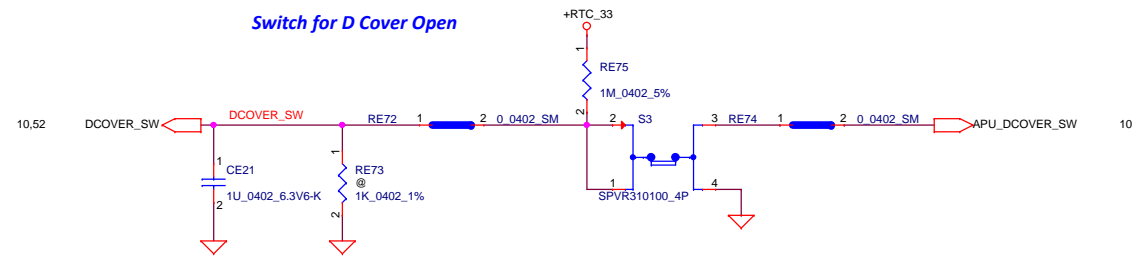 Switch for D Cover Open
+RTC_33
1
RE75
1M_0402_5%
2
10,52
DCOVER_SW
DCOVER_SW
RE72
1
2
0_0402_SM
2
S3
3
RE74
1
2
0_0402_SM
APU_DCOVER_SW
10
1
CE21
1U_0402_6.3V6-K
2
1
RE73
@
1K_0402_1%
2
1
SPVR310100_4P
4